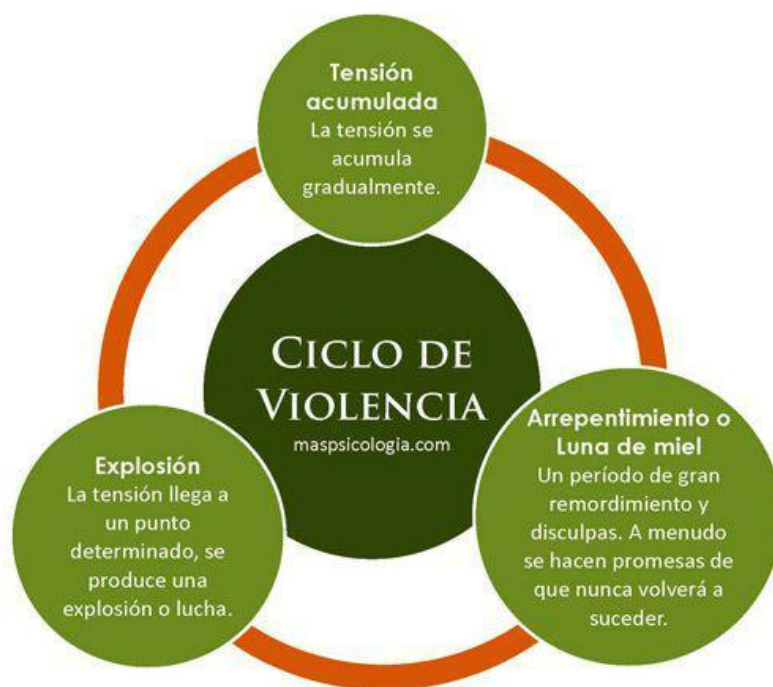 Tensión
acumulada
La tensión se
acumula
gradualmente.
CICLO DE
VIOLENCIA
maspsicologia.com
Explosión
La tensión llega a
un punto
determinado, se
produce una
explosión o lucha.
Arrepentimiento o
Luna de miel
Un período de gran
remordimiento y
disculpas. A menudo
se hacen promesas de
que nunca volverá a
suceder.